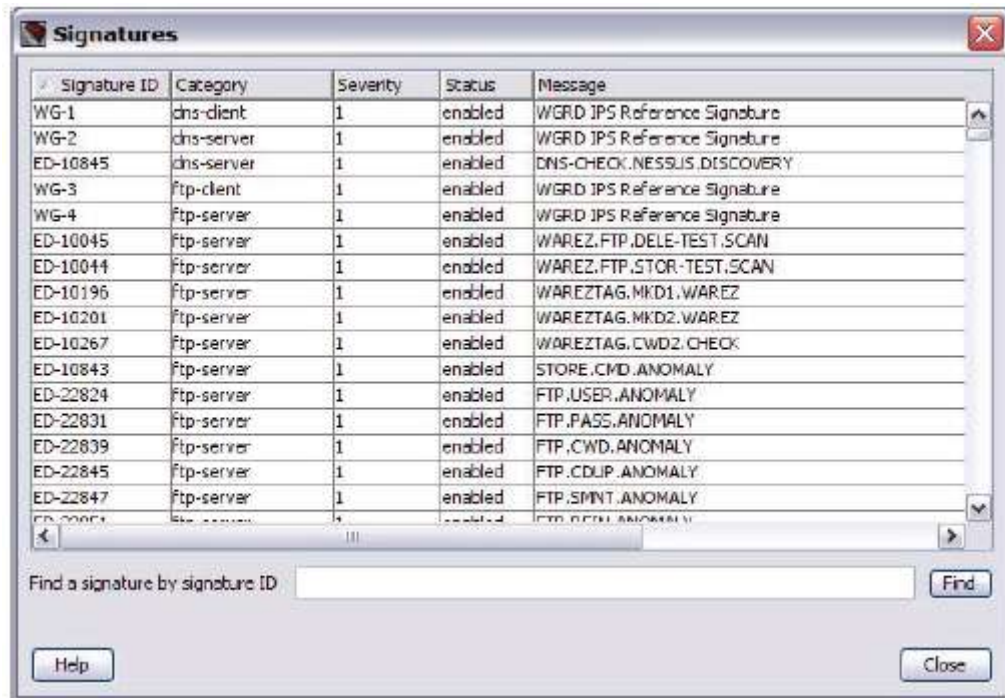 Signatures
Signature ID Category Severity Status Message
WG-1 dns-client 1 enabled WGRD IPS Reference Signature
WG-2 dns-server 1 enabled WGRD IPS Reference Signature
ED-10845 dns-server 1 enabled DNS-CHECK.NESSUS.DISCOVERY
WG-3 ftp-client 1 enabled WGRD IPS Reference Signature
WG-4 ftp-server 1 enabled WGRD IPS Reference Signature
ED-10045 ftp-server 1 enabled WAREZ.FTP.DELE-TEST.SCAN
ED-10044 ftp-server 1 enabled WAREZ.FTP.STOR-TEST.SCAN
ED-10196 ftp-server 1 enabled WAREZTAG.MKD1.WAREZ
ED-10201 ftp-server 1 enabled WAREZTAG.MKD2.WAREZ
ED-10267 ftp-server 1 enabled WAREZTAG.CWD2.CHECK
ED-10843 ftp-server 1 enabled STORE.CMD.ANOMALY
ED-22824 ftp-server 1 enabled FTP.USER.ANOMALY
ED-22831 ftp-server 1 enabled FTP.PASS.ANOMALY
ED-22839 ftp-server 1 enabled FTP.CWD.ANOMALY
ED-22845 ftp-server 1 enabled FTP.CDUP.ANOMALY
ED-22847 ftp-server 1 enabled FTP.SMNT.ANOMALY
Find a signature by signature ID Find
Help Close